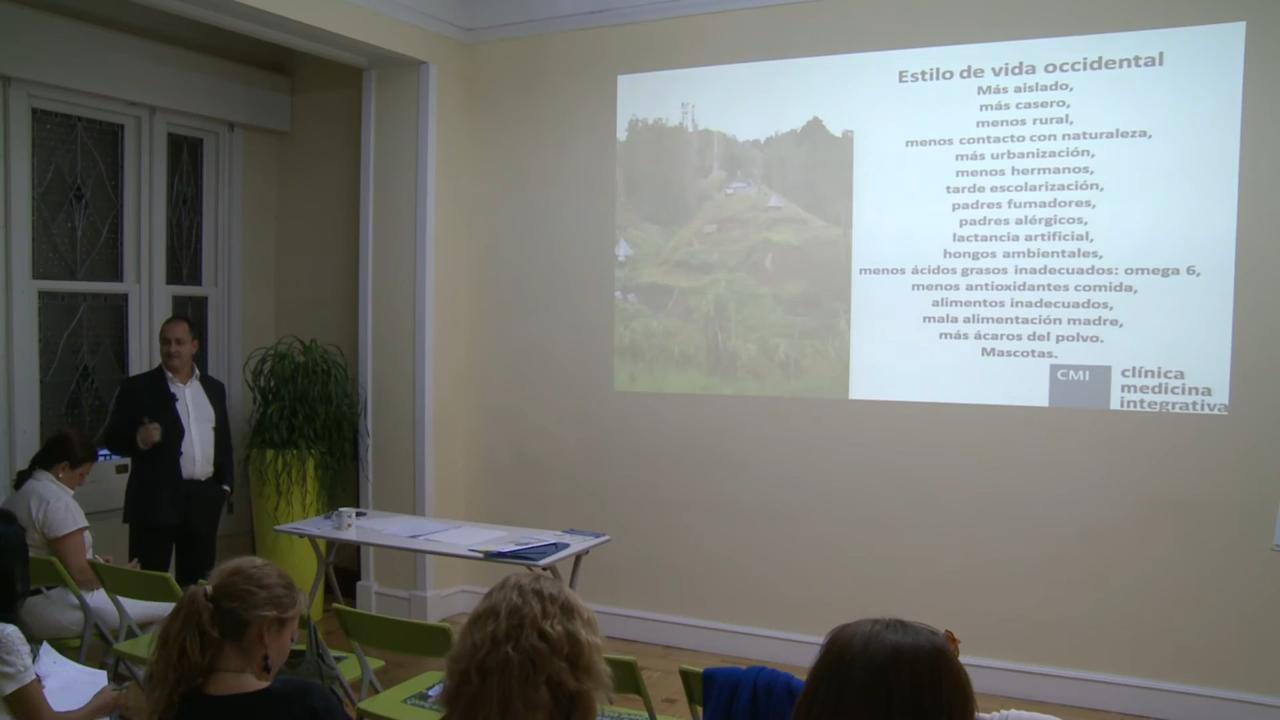 Estilo de vida occidental
Más aislado,
más casero,
menos rural,
menos contacto con naturaleza,
más urbanización,
menos hermanos,
tarde escolarización,
padres fumadores,
padres alérgicos,
lactancia artificial,
hongos ambientales,
menos ácidos grasos inadecuados: omega 6,
menos antioxidantes comida,
alimentos inadecuados,
mala alimentación madre,
más ácaros del polvo.
Mascotas.
CMI
clínica
medicina
integrativa